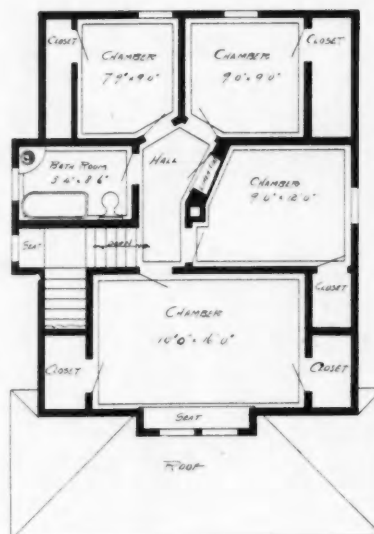 CLOSET
CHAMBER
7'9" x 9'0"
CHAMBER
9'0" x 9'0"
CLOSET
BATH ROOM
5'4" x 8'6"
HALL
CHAMBER
9'0" x 12'0"
SEAT
DOWN
CLOSET
CHAMBER
10'0" x 16'0"
CLOSET
CLOSET
SEAT
ROOF